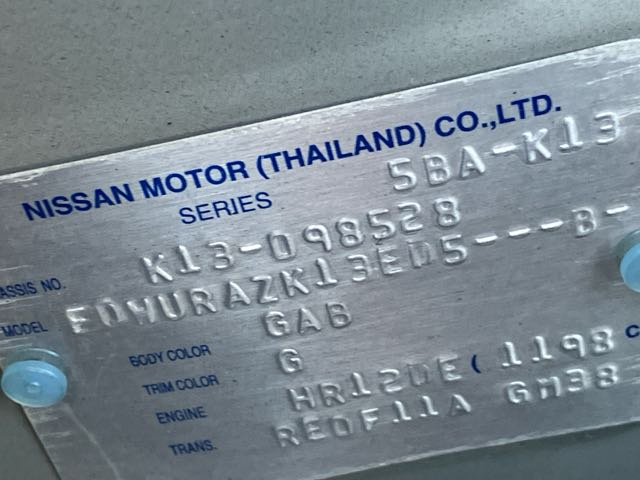 NISSAN MOTOR (THAILAND) CO.,LTD.
SERIES 5BA-K13
ASSIS NO. K13-098528
MODEL FDWURAZK13ED5---B-
BODY COLOR GAB
TRIM COLOR G
ENGINE HR12DE ( 1198 C
TRANS. RE0F11A GM38